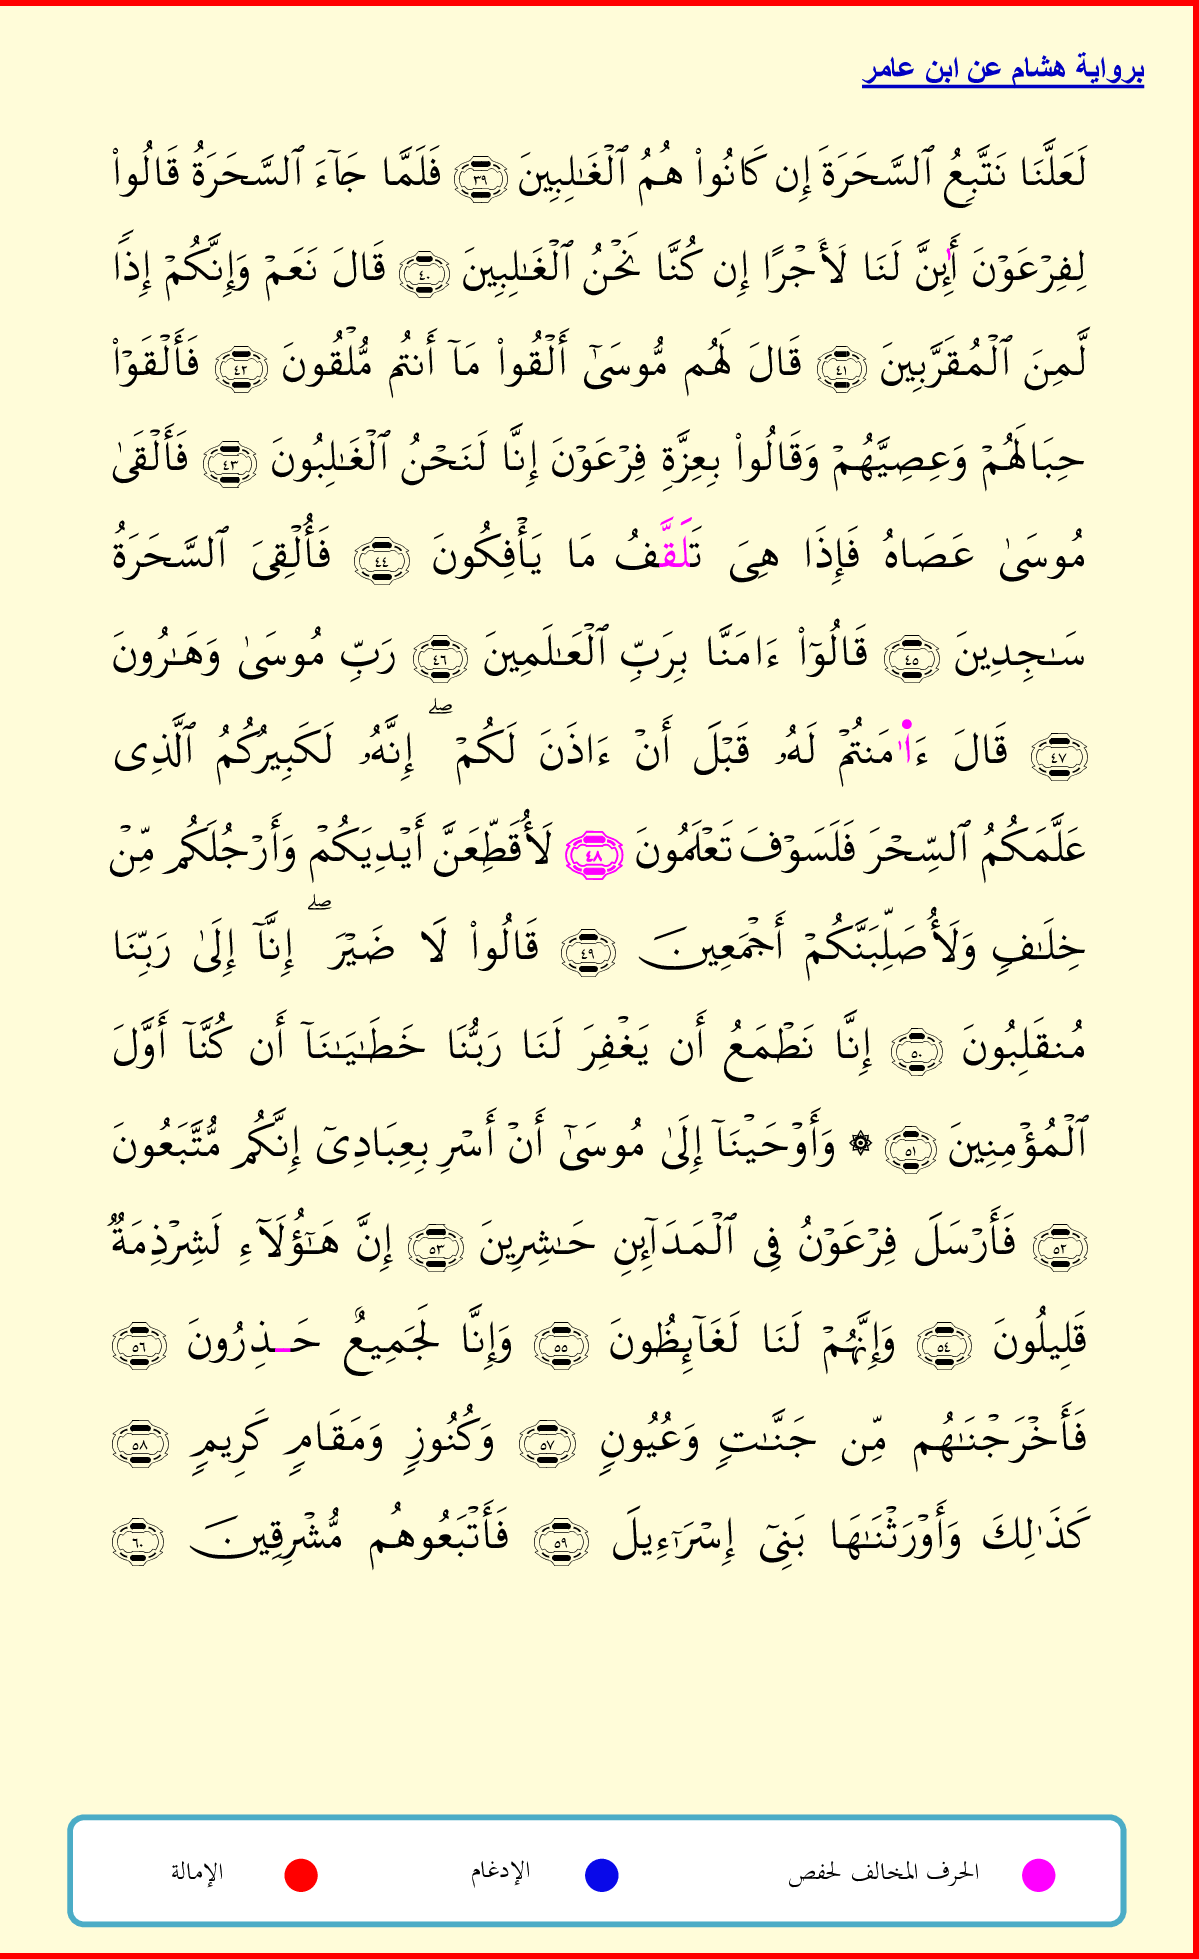 برواية هشام عن ابن عامر
لَعَلَّنَا نَتَّبِعُ ٱلسَّحَرَةَ إِن كَانُواْ هُمُ ٱلْغَـٰلِبِينَ ٣٩ فَلَمَّا جَآءَ ٱلسَّحَرَةُ قَالُواْ
لِفِرْعَوْنَ أَٰٓئِنَّ لَنَا لَأَجْرًا إِن كُنَّا نَحْنُ ٱلْغَـٰلِبِينَ ٤٠ قَالَ نَعَمْ وَإِنَّكُمْ إِذًا
لَّمِنَ ٱلْمُقَرَّبِينَ ٤١ قَالَ لَهُم مُّوسَىٰٓ أَلْقُواْ مَآ أَنتُم مُّلْقُونَ ٤٢ فَأَلْقَوْاْ
حِبَالَهُمْ وَعِصِيَّهُمْ وَقَالُواْ بِعِزَّةِ فِرْعَوْنَ إِنَّا لَنَحْنُ ٱلْغَـٰلِبُونَ ٤٣ فَأَلْقَىٰ
مُوسَىٰ عَصَاهُ فَإِذَا هِىَ تَلَقَّفُ مَا يَأْفِكُونَ ٤٤ فَأُلْقِىَ ٱلسَّحَرَةُ
سَـٰجِدِينَ ٤٥ قَالُوٓاْ ءَامَنَّا بِرَبِّ ٱلْعَـٰلَمِينَ ٤٦ رَبِّ مُوسَىٰ وَهَـٰرُونَ
٤٧ قَالَ ءَاٰ۬مَنتُمْ لَهُۥ قَبْلَ أَنْ ءَاذَنَ لَكُمْ ۖ إِنَّهُۥ لَكَبِيرُكُمُ ٱلَّذِى
عَلَّمَكُمُ ٱلسِّحْرَ فَلَسَوْفَ تَعْلَمُونَ ٤٨ لَأُقَطِّعَنَّ أَيْدِيَكُمْ وَأَرْجُلَكُم مِّنْ
خِلَـٰفٍ وَلَأُصَلِّبَنَّكُمْ أَجْمَعِينَ ٤٩ قَالُواْ لَا ضَيْرَ ۖ إِنَّآ إِلَىٰ رَبِّنَا
مُنقَلِبُونَ ٥٠ إِنَّا نَطْمَعُ أَن يَغْفِرَ لَنَا رَبُّنَا خَطَـٰيَـٰنَآ أَن كُنَّآ أَوَّلَ
ٱلْمُؤْمِنِينَ ٥١ ۞ وَأَوْحَيْنَآ إِلَىٰ مُوسَىٰٓ أَنْ أَسْرِ بِعِبَادِىٓ إِنَّكُم مُّتَّبَعُونَ
٥٢ فَأَرْسَلَ فِرْعَوْنُ فِى ٱلْمَدَآئِنِ حَـٰشِرِينَ ٥٣ إِنَّ هَـٰٓؤُلَآءِ لَشِرْذِمَةٌ
قَلِيلُونَ ٥٤ وَإِنَّهُمْ لَنَا لَغَآئِظُونَ ٥٥ وَإِنَّا لَجَمِيعٌ حَـذِرُونَ ٥٦
فَأَخْرَجْنَـٰهُم مِّن جَنَّـٰتٍ وَعُيُونٍ ٥٧ وَكُنُوزٍ وَمَقَامٍ كَرِيمٍ ٥٨
كَذَٰلِكَ وَأَوْرَثْنَـٰهَا بَنِىٓ إِسْرَٰٓءِيلَ ٥٩ فَأَتْبَعُوهُم مُّشْرِقِينَ ٦٠
الحرف المخالف لحفص الإدغام الإمالة